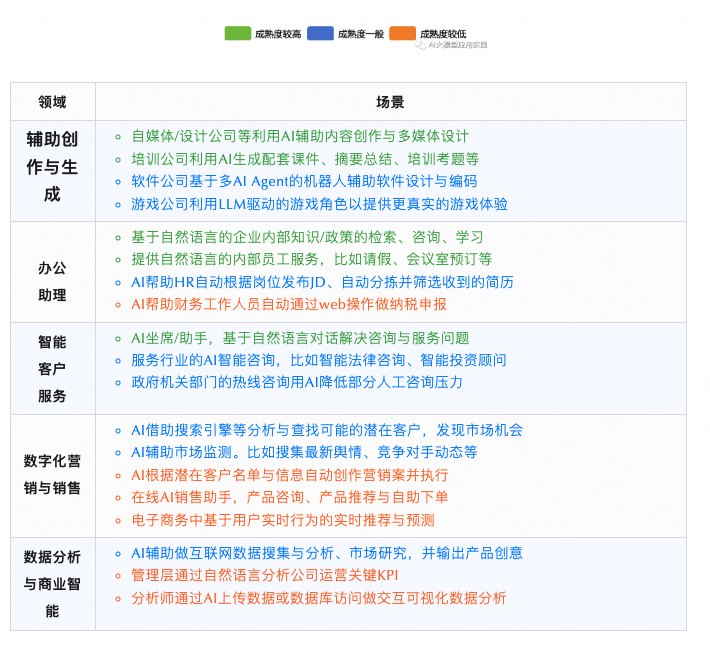 成熟度较高 成熟度一般 成熟度较低
AI大模型应用实践
领域 场景
辅助创
作与生
成
自媒体/设计公司等利用AI辅助内容创作与多媒体设计
培训公司利用AI生成配套课件、摘要总结、培训考题等
软件公司基于多AI Agent的机器人辅助软件设计与编码
游戏公司利用LLM驱动的游戏角色以提供更真实的游戏体验
办公
助理
基于自然语言的企业内部知识/政策的检索、咨询、学习
提供自然语言的内部员工服务，比如请假、会议室预订等
AI帮助HR自动根据岗位发布JD、自动分拣并筛选收到的简历
AI帮助财务工作人员自动通过web操作做纳税申报
智能
客户
服务
AI坐席/助手，基于自然语言对话解决咨询与服务问题
服务行业的AI智能咨询，比如智能法律咨询、智能投资顾问
政府机关部门的热线咨询用AI降低部分人工咨询压力
数字化营
销与销售
AI借助搜索引擎等分析与查找可能的潜在客户，发现市场机会
AI辅助市场监测。比如搜集最新舆情、竞争对手动态等
AI根据潜在客户名单与信息自动创作营销案并执行
在线AI销售助手，产品咨询、产品推荐与自助下单
电子商务中基于用户实时行为的实时推荐与预测
数据分析
与商业智
能
AI辅助做互联网数据搜集与分析、市场研究，并输出产品创意
管理层通过自然语言分析公司运营关键KPI
分析师通过AI上传数据或数据库访问做交互可视化数据分析